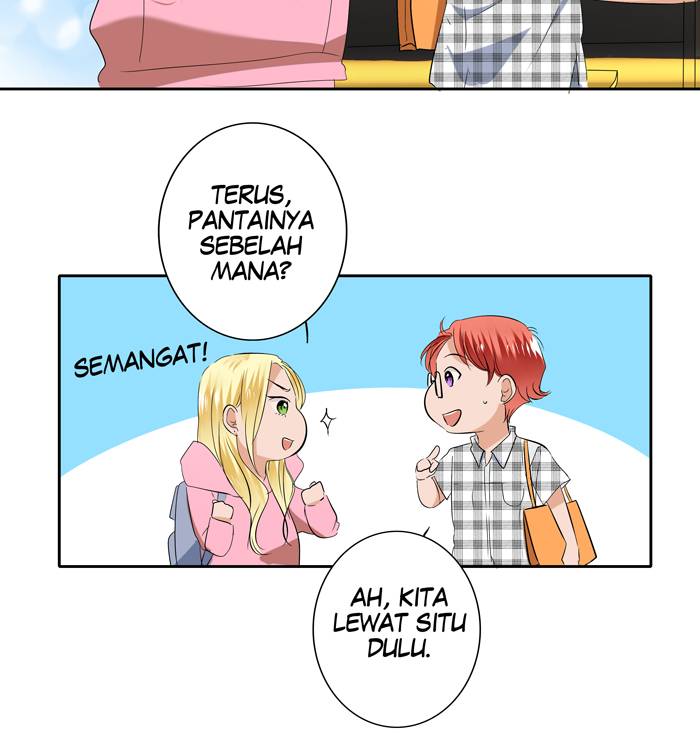 TERUS,
PANTAINYA
SEBELAH
MANA?
SEMANGAT!
AH, KITA
LEWAT SITU
DULU.